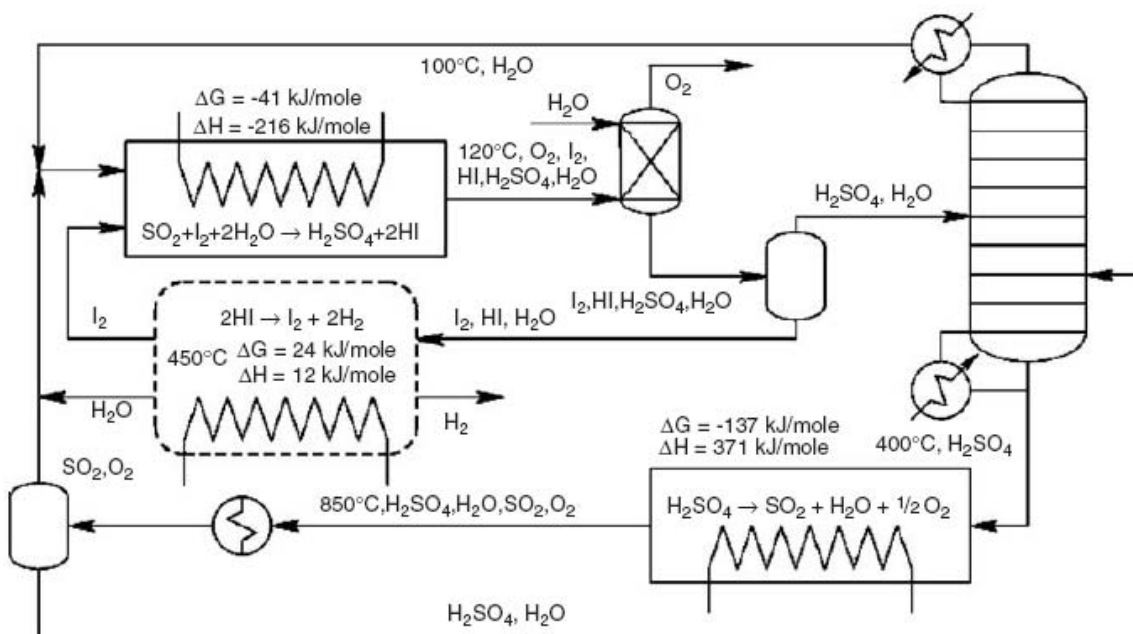 100°C, H₂O
O₂
ΔG = -41 kJ/mole
ΔH = -216 kJ/mole
H₂O
120°C, O₂, I₂,
HI,H₂SO₄,H₂O
H₂SO₄, H₂O
SO₂+I₂+2H₂O → H₂SO₄+2HI
I₂,HI,H₂SO₄,H₂O
I₂
2HI → I₂ + 2H₂
I₂, HI, H₂O
450°C
ΔG = 24 kJ/mole
ΔH = 12 kJ/mole
H₂O
H₂
ΔG = -137 kJ/mole
ΔH = 371 kJ/mole
400°C, H₂SO₄
SO₂,O₂
850°C,H₂SO₄,H₂O,SO₂,O₂
H₂SO₄ → SO₂ + H₂O + 1/2 O₂
H₂SO₄, H₂O